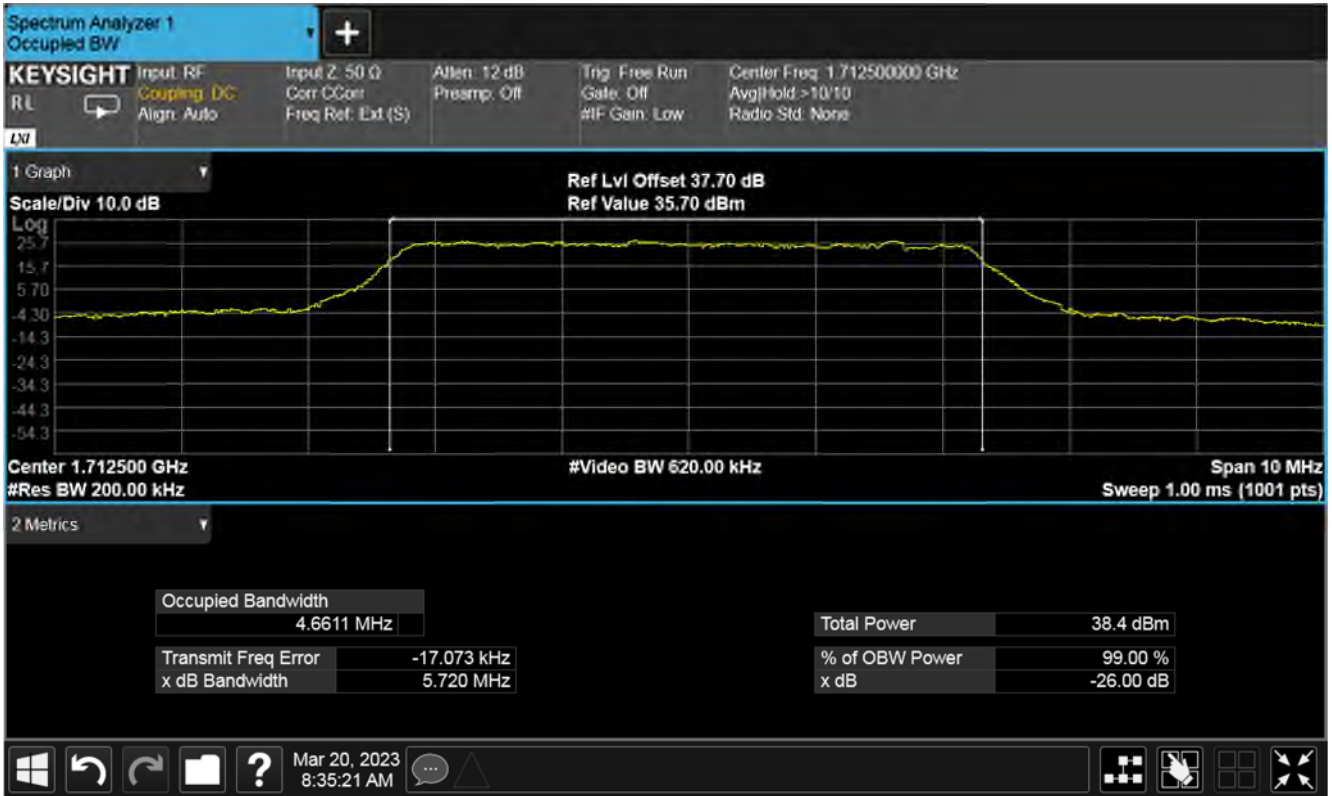 Spectrum Analyzer 1
Occupied BW
KEYSIGHT
RL
LXI
Input: RF
Coupling: DC
Align: Auto
Input Z: 50 Ω
Corr CCorr
Freq Ref: Ext (S)
Atten: 12 dB
Preamp: Off
Trig: Free Run
Gate: Off
#IF Gain: Low
Center Freq: 1.712500000 GHz
Avg|Hold:>10/10
Radio Std: None
1 Graph
Scale/Div 10.0 dB
Ref Lvl Offset 37.70 dB
Ref Value 35.70 dBm
Log
25.7
15.7
5.70
-4.30
-14.3
-24.3
-34.3
-44.3
-54.3
Center 1.712500 GHz
#Video BW 620.00 kHz
Span 10 MHz
#Res BW 200.00 kHz
Sweep 1.00 ms (1001 pts)
2 Metrics
Occupied Bandwidth
4.6611 MHz
Total Power 38.4 dBm
Transmit Freq Error -17.073 kHz
% of OBW Power 99.00 %
x dB Bandwidth 5.720 MHz
x dB -26.00 dB
?
Mar 20, 2023
8:35:21 AM